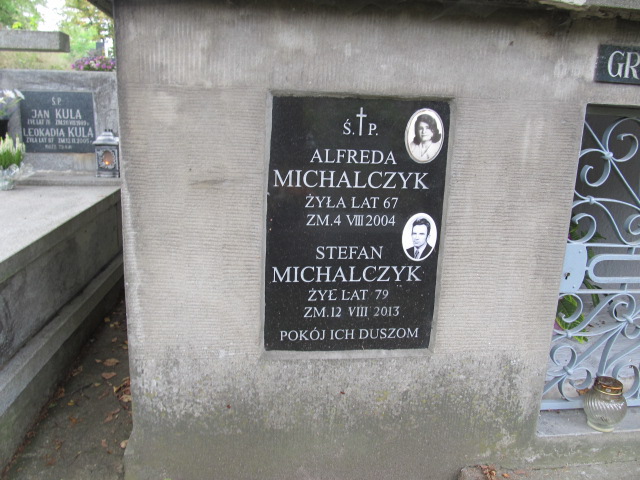 Ś.P.
JAN KULA
LEOKADIA KULA
Ś.†P.
ALFREDA
MICHALCZYK
ŻYŁA LAT 67
ZM.4 VIII 2004
STEFAN
MICHALCZYK
ŻYŁ LAT 79
ZM.12 VIII 2013
POKÓJ ICH DUSZOM
GR